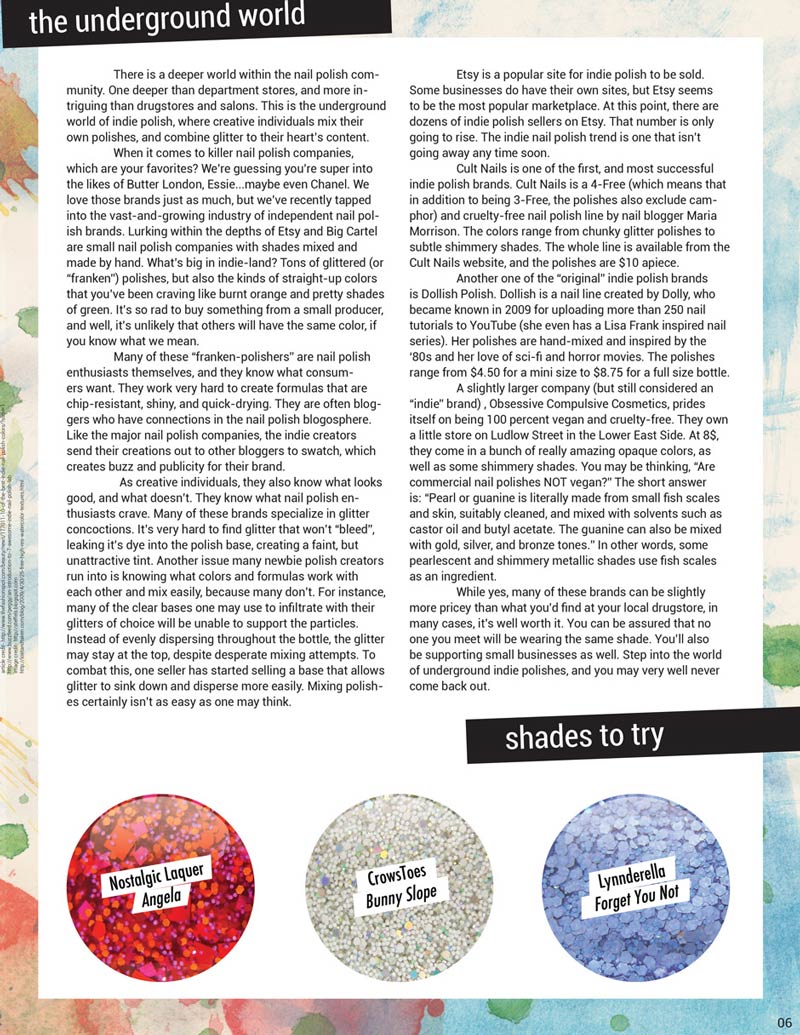 the underground world
There is a deeper world within the nail polish com-
munity. One deeper than department stores, and more in-
triguing than drugstores and salons. This is the underground
world of indie polish, where creative individuals mix their
own polishes, and combine glitter to their heart's content.
When it comes to killer nail polish companies,
which are your favorites? We're guessing you're super into
the likes of Butter London, Essie...maybe even Chanel. We
love those brands just as much, but we've recently tapped
into the vast-and-growing industry of independent nail pol-
ish brands. Lurking within the depths of Etsy and Big Cartel
are small nail polish companies with shades mixed and
made by hand. What's big in indie-land? Tons of glittered (or
“franken”) polishes, but also the kinds of straight-up colors
that you've been craving like burnt orange and pretty shades
of green. It's so rad to buy something from a small producer,
and well, it's unlikely that others will have the same color, if
you know what we mean.
Many of these “franken-polishers” are nail polish
enthusiasts themselves, and they know what consum-
ers want. They work very hard to create formulas that are
chip-resistant, shiny, and quick-drying. They are often blog-
gers who have connections in the nail polish blogosphere.
Like the major nail polish companies, the indie creators
send their creations out to other bloggers to swatch, which
creates buzz and publicity for their brand.
As creative individuals, they also know what looks
good, and what doesn't. They know what nail polish en-
thusiasts crave. Many of these brands specialize in glitter
concoctions. It's very hard to find glitter that won't “bleed”,
leaking it's dye into the polish base, creating a faint, but
unattractive tint. Another issue many newbie polish creators
run into is knowing what colors and formulas work with
each other and mix easily, because many don't. For instance,
many of the clear bases one may use to infiltrate with their
glitters of choice will be unable to support the particles.
Instead of evenly dispersing throughout the bottle, the glitter
may stay at the top, despite desperate mixing attempts. To
combat this, one seller has started selling a base that allows
glitter to sink down and disperse more easily. Mixing polish-
es certainly isn't as easy as one may think.
Etsy is a popular site for indie polish to be sold.
Some businesses do have their own sites, but Etsy seems
to be the most popular marketplace. At this point, there are
dozens of indie polish sellers on Etsy. That number is only
going to rise. The indie nail polish trend is one that isn't
going away any time soon.
Cult Nails is one of the first, and most successful
indie polish brands. Cult Nails is a 4-Free (which means that
in addition to being 3-Free, the polishes also exclude cam-
phor) and cruelty-free nail polish line by nail blogger Maria
Morrison. The colors range from chunky glitter polishes to
subtle shimmery shades. The whole line is available from the
Cult Nails website, and the polishes are $10 apiece.
Another one of the “original” indie polish brands
is Dollish Polish. Dollish is a nail line created by Dolly, who
became known in 2009 for uploading more than 250 nail
tutorials to YouTube (she even has a Lisa Frank inspired nail
series). Her polishes are hand-mixed and inspired by the
‘80s and her love of sci-fi and horror movies. The polishes
range from $4.50 for a mini size to $8.75 for a full size bottle.
A slightly larger company (but still considered an
“indie” brand) , Obsessive Compulsive Cosmetics, prides
itself on being 100 percent vegan and cruelty-free. They own
a little store on Ludlow Street in the Lower East Side. At 8$,
they come in a bunch of really amazing opaque colors, as
well as some shimmery shades. You may be thinking, “Are
commercial nail polishes NOT vegan?” The short answer
is: “Pearl or guanine is literally made from small fish scales
and skin, suitably cleaned, and mixed with solvents such as
castor oil and butyl acetate. The guanine can also be mixed
with gold, silver, and bronze tones.” In other words, some
pearlescent and shimmery metallic shades use fish scales
as an ingredient.
While yes, many of these brands can be slightly
more pricey than what you'd find at your local drugstore, in
many cases, it's well worth it. You can be assured that no
one you meet will be wearing the same shade. You'll also
be supporting small businesses as well. Step into the world
of underground indie polishes, and you may very well never
come back out.
shades to try
Nostalgic Laquer
Angela
CrowsToes
Bunny Slope
Lynnderella
Forget You Not
06